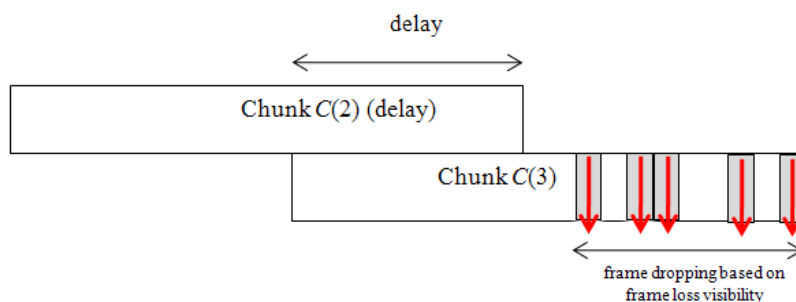 delay
Chunk C(2) (delay)
Chunk C(3)
frame dropping based on
frame loss visibility